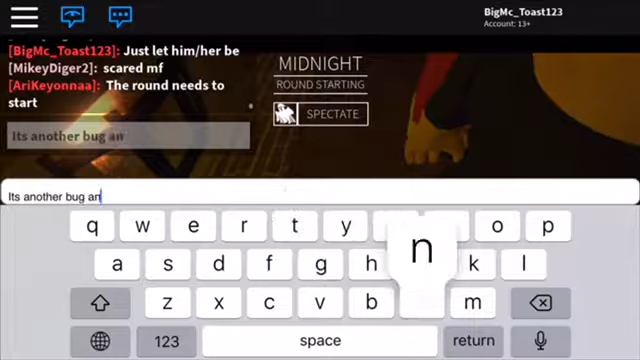 BigMc_Toast123
Account: 13+
[BigMc_Toast123]: Just let him/her be
[MikeyDiger2]: scared mf
[AriKeyonnaa]: The round needs to
start
MIDNIGHT
ROUND STARTING
SPECTATE
Its another bug an
Its another bug an
q w e r t y o p
a s d f g h n k l
z x c v b m
123 space return